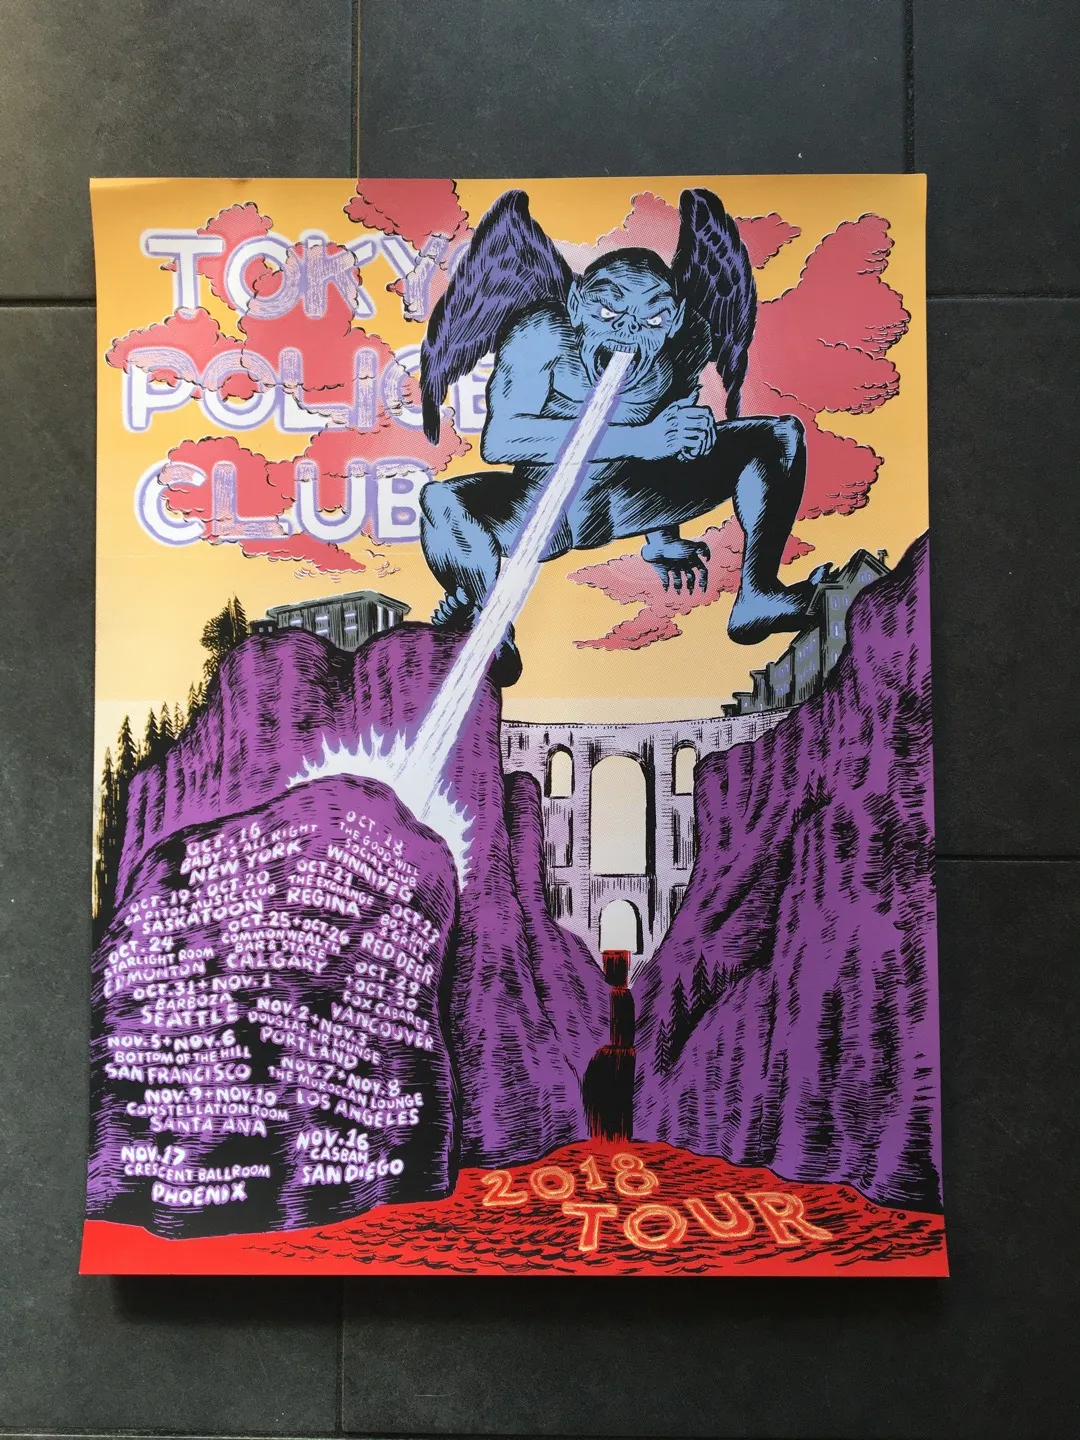 TOKYO
POLICE
CLUB
OCT. 16
BABY'S ALL RIGHT
NEW YORK
OCT. 18
THE GOOD WILL
SOCIAL CLUB
WINNIPEG
OCT. 19 + OCT. 20
CAPITOL MUSIC CLUB
SASKATOON
OCT. 21
THE EXCHANGE
REGINA
OCT. 23
BO'S BAR
& GRILL
RED DEER
OCT. 24
STARLIGHT ROOM
EDMONTON
OCT. 25 + OCT. 26
COMMONWEALTH
BAR & STAGE
CALGARY
OCT. 29
+ OCT. 30
FOX CABARET
VANCOUVER
OCT. 31 + NOV. 1
BARBOZA
SEATTLE
NOV. 2 + NOV. 3
DOUGLAS FIR LOUNGE
PORTLAND
NOV. 5 + NOV. 6
BOTTOM OF THE HILL
SAN FRANCISCO
NOV. 7 + NOV. 8
THE MOROCCAN LOUNGE
LOS ANGELES
NOV. 9 + NOV. 10
CONSTELLATION ROOM
SANTA ANA
NOV. 16
CASBAH
SAN DIEGO
NOV. 17
CRESCENT BALLROOM
PHOENIX
2018
TOUR